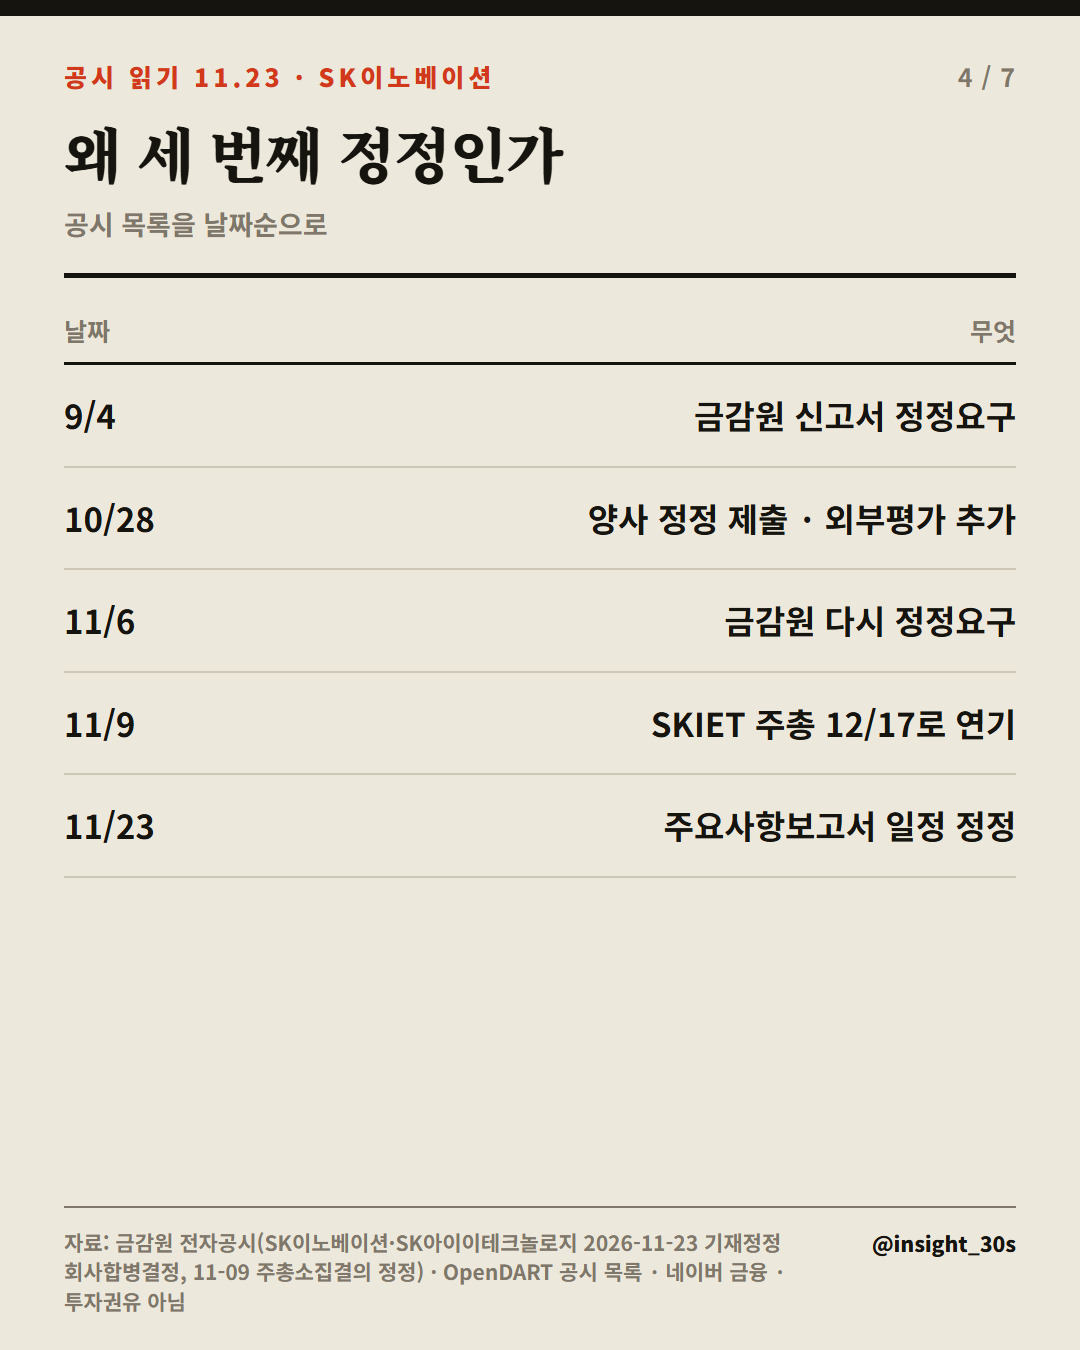 공시 읽기 11.23 · SK이노베이션
4 / 7
왜 세 번째 정정인가
공시 목록을 날짜순으로
날짜 무엇
9/4 금감원 신고서 정정요구
10/28 양사 정정 제출 · 외부평가 추가
11/6 금감원 다시 정정요구
11/9 SKIET 주총 12/17로 연기
11/23 주요사항보고서 일정 정정
자료: 금감원 전자공시(SK이노베이션·SK아이이테크놀로지 2026-11-23 기재정정
회사합병결정, 11-09 주총소집결의 정정) · OpenDART 공시 목록 · 네이버 금융 ·
투자권유 아님
@insight_30s